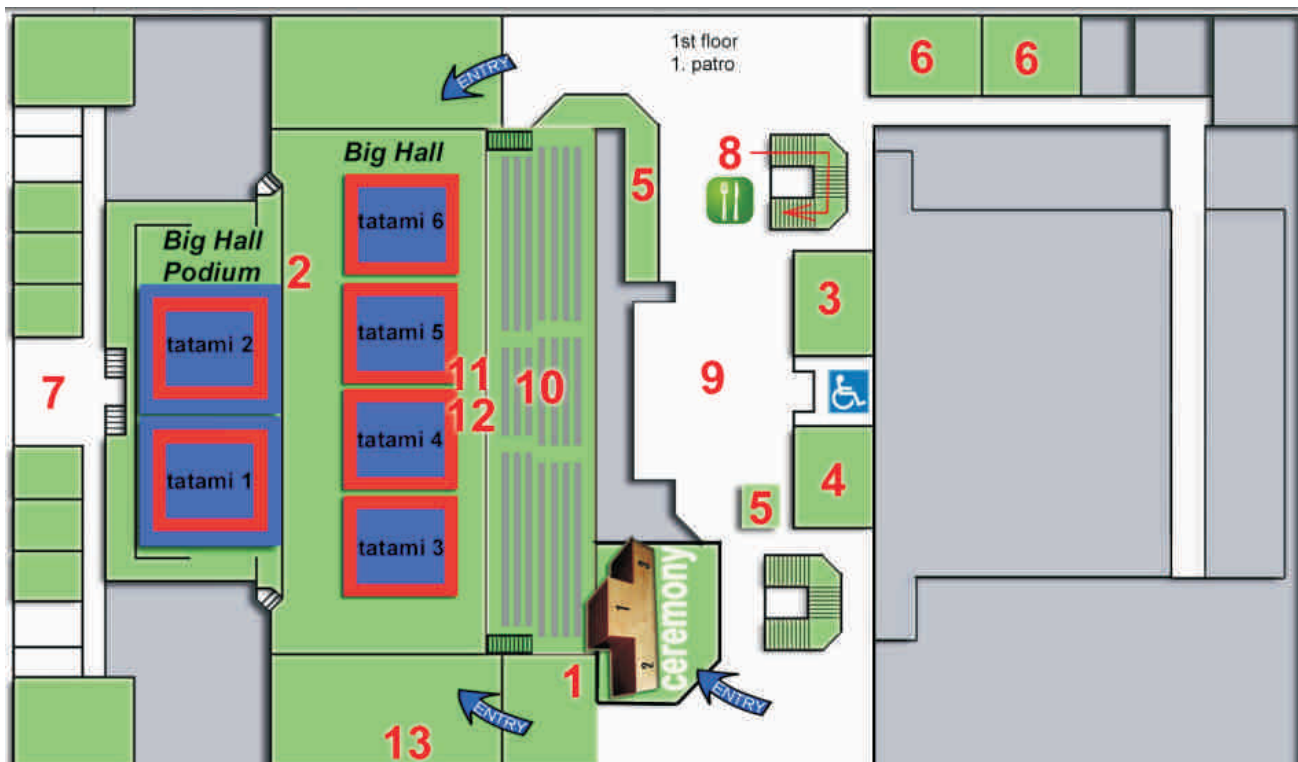 1st floor
1. patro
6
6
ENTRY
Big Hall
8
5
tatami 6
Big Hall
Podium
2
3
tatami 5
tatami 2
11
10
9
7
12
tatami 4
tatami 1
4
5
tatami 3
ceremony
3
1
2
1
ENTRY
ENTRY
13